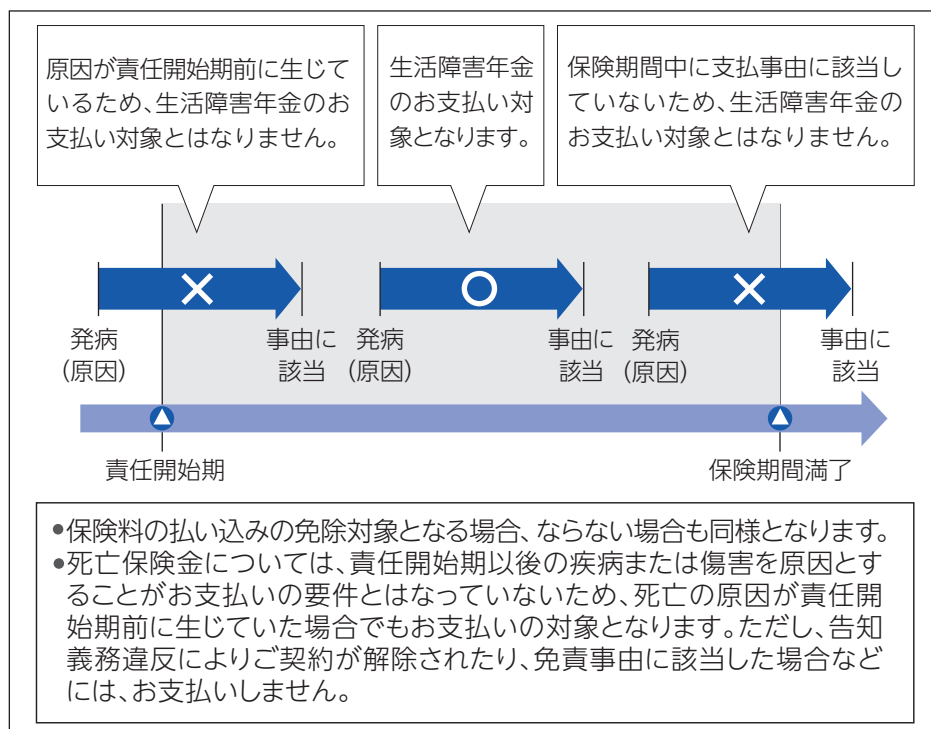 原因が責任開始期前に生じて
いるため、生活障害年金のお
支払い対象とはなりません。
生活障害年金
のお支払い対
象となります。
保険期間中に支払事由に該当し
ていないため、生活障害年金の
お支払い対象とはなりません。
発病
(原因)
事由に
該当
発病
(原因)
事由に
該当
発病
(原因)
事由に
該当
責任開始期
保険期間満了
●保険料の払い込みの免除対象となる場合、ならない場合も同様となります。
●死亡保険金については、責任開始期以後の疾病または傷害を原因とす
ることがお支払いの要件とはなっていないため、死亡の原因が責任開
始期前に生じていた場合でもお支払いの対象となります。ただし、告知
義務違反によりご契約が解除されたり、免責事由に該当した場合など
には、お支払いしません。